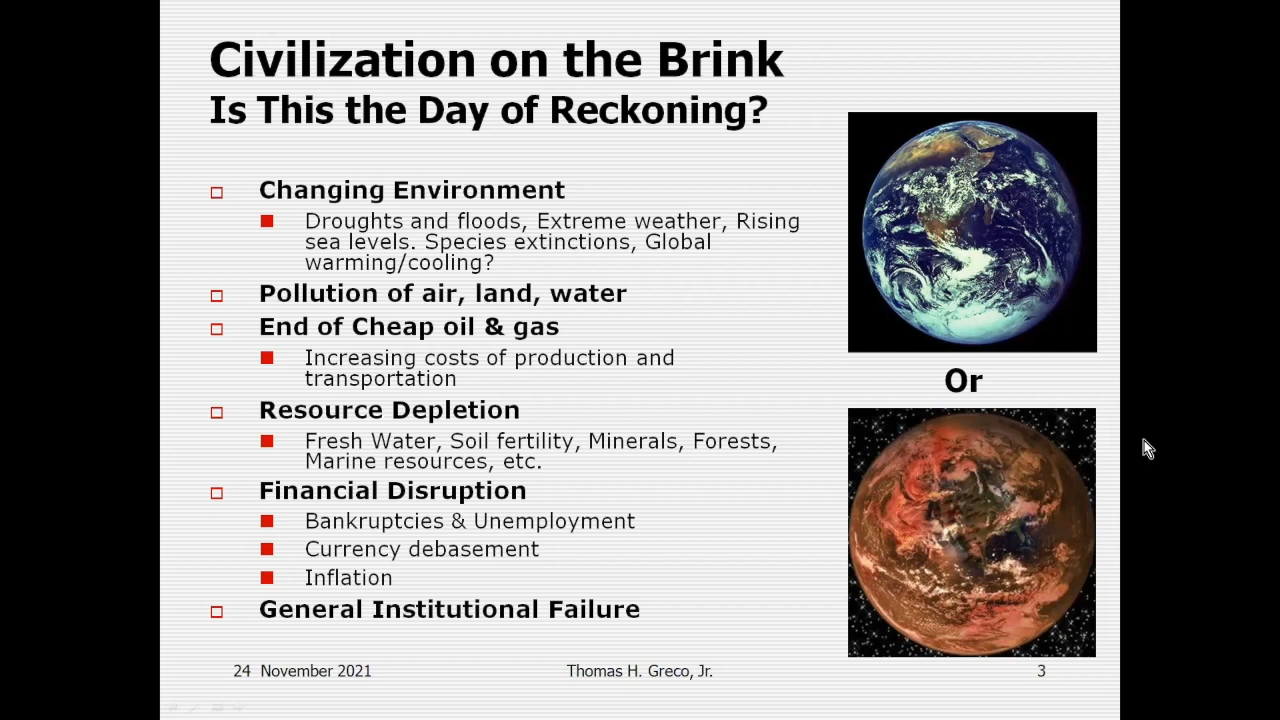 Civilization on the Brink
Is This the Day of Reckoning?
Changing Environment
Droughts and floods, Extreme weather, Rising
sea levels. Species extinctions, Global
warming/cooling?
Pollution of air, land, water
End of Cheap oil & gas
Increasing costs of production and
transportation
Resource Depletion
Fresh Water, Soil fertility, Minerals, Forests,
Marine resources, etc.
Financial Disruption
Bankruptcies & Unemployment
Currency debasement
Inflation
General Institutional Failure
Or
24 November 2021
Thomas H. Greco, Jr.
3